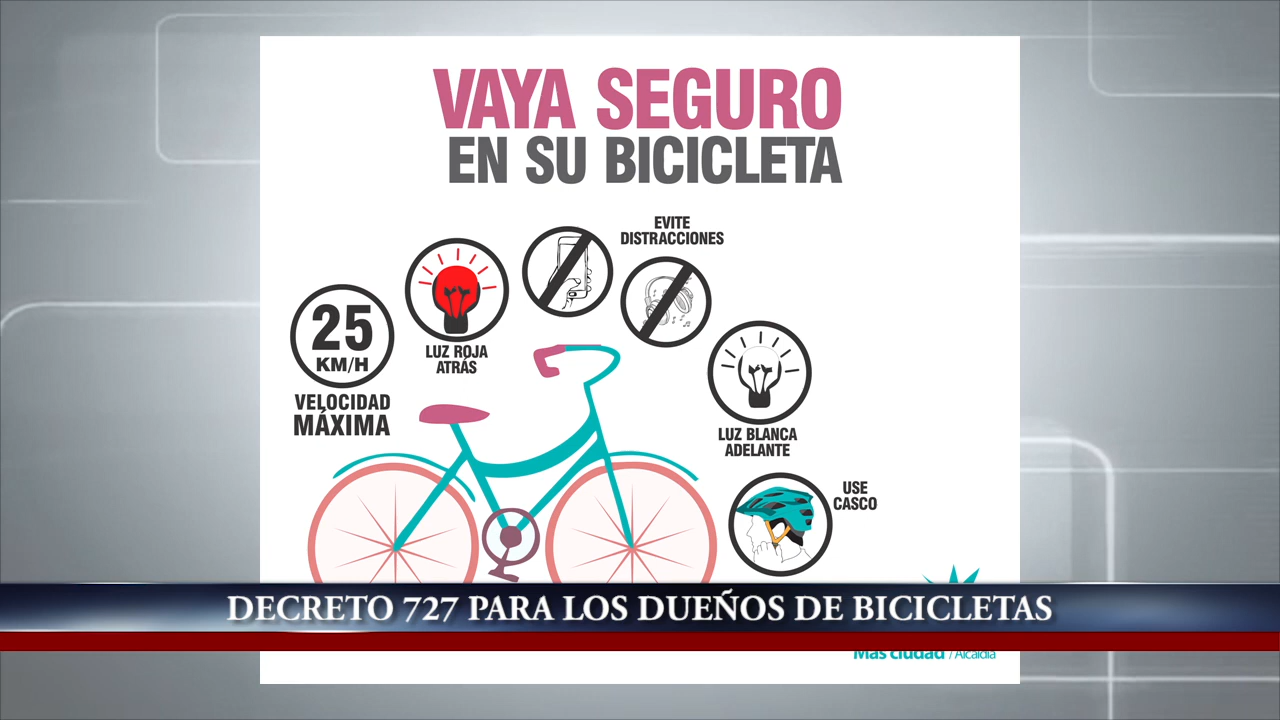 VAYA SEGURO
EN SU BICICLETA
EVITE
DISTRACCIONES
25
KM/H
VELOCIDAD
MÁXIMA
LUZ ROJA
ATRÁS
LUZ BLANCA
ADELANTE
USE
CASCO
DECRETO 727 PARA LOS DUEÑOS DE BICICLETAS
Más ciudad / Alcaldía